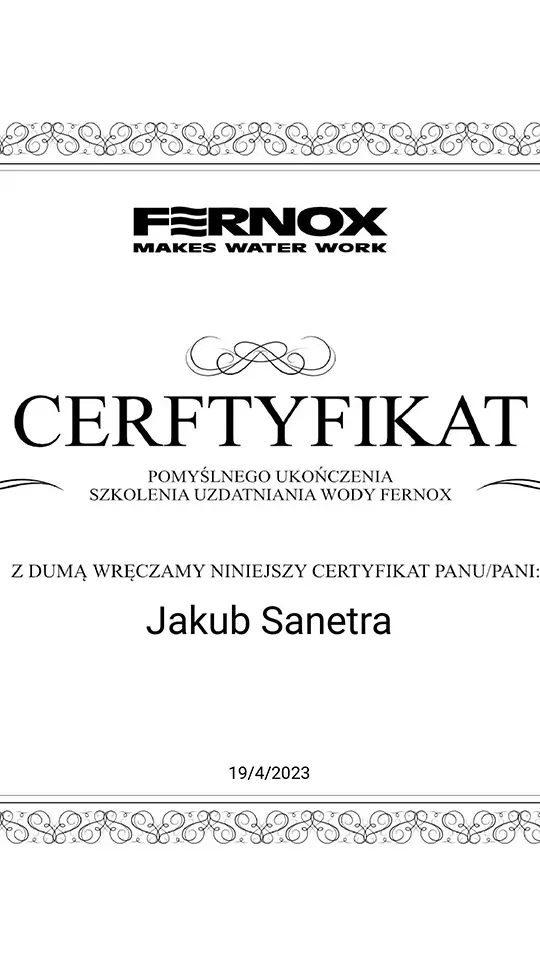 FERNOX
MAKES WATER WORK
CERFTYFIKAT
POMYŚLNEGO UKOŃCZENIA
SZKOLENIA UZDATNIANIA WODY FERNOX
Z DUMĄ WRĘCZAMY NINIEJSZY CERTYFIKAT PANU/PANI:
Jakub Sanetra
19/4/2023